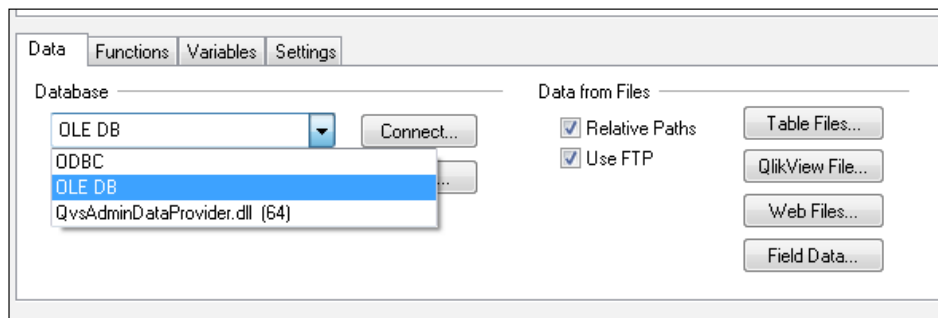 Data Functions Variables Settings
Database
OLE DB
Connect...
ODBC
OLE DB
QvsAdminDataProvider.dll (64)
...
Data from Files
Relative Paths
Use FTP
Table Files...
QlikView File...
Web Files...
Field Data...